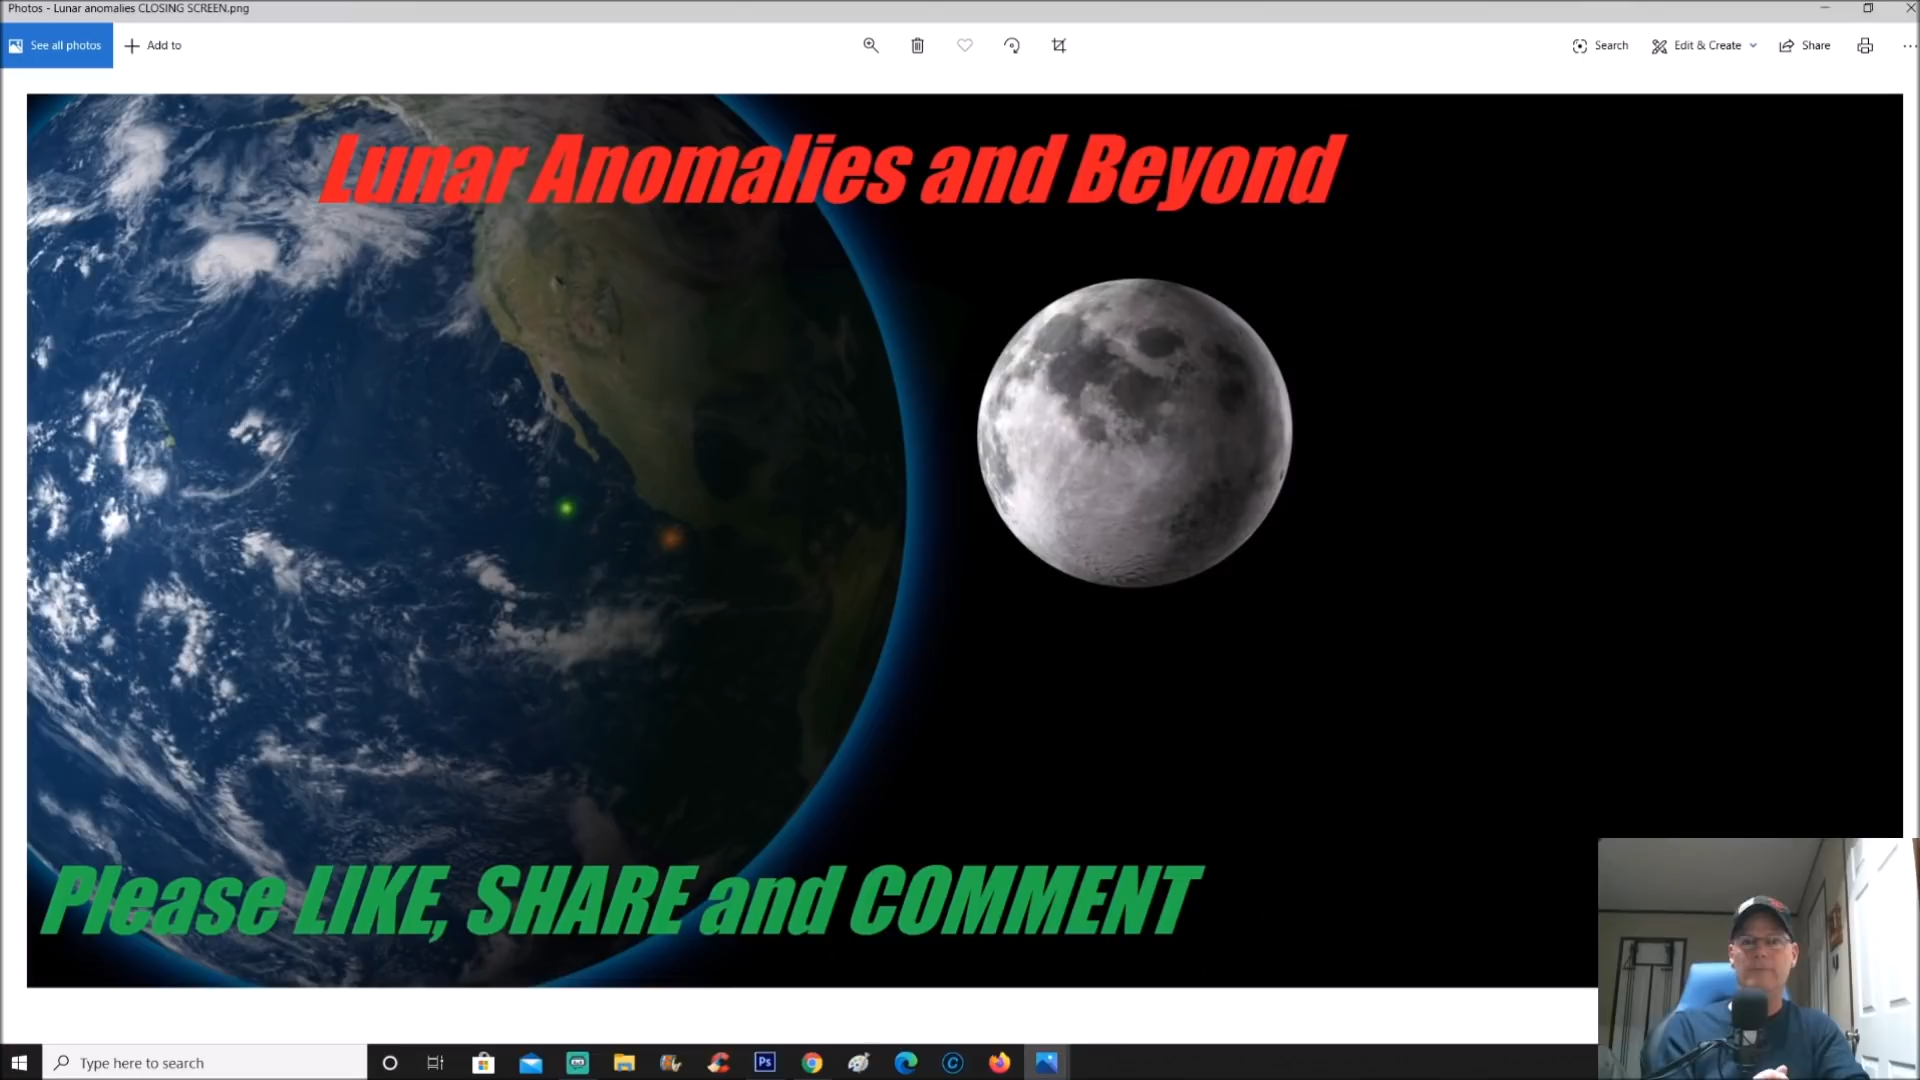 Photos - Lunar anomalies CLOSING SCREEN.png
See all photos
Add to
Search
Edit & Create
Share
Lunar Anomalies and Beyond
Please LIKE, SHARE and COMMENT
Type here to search
Ps